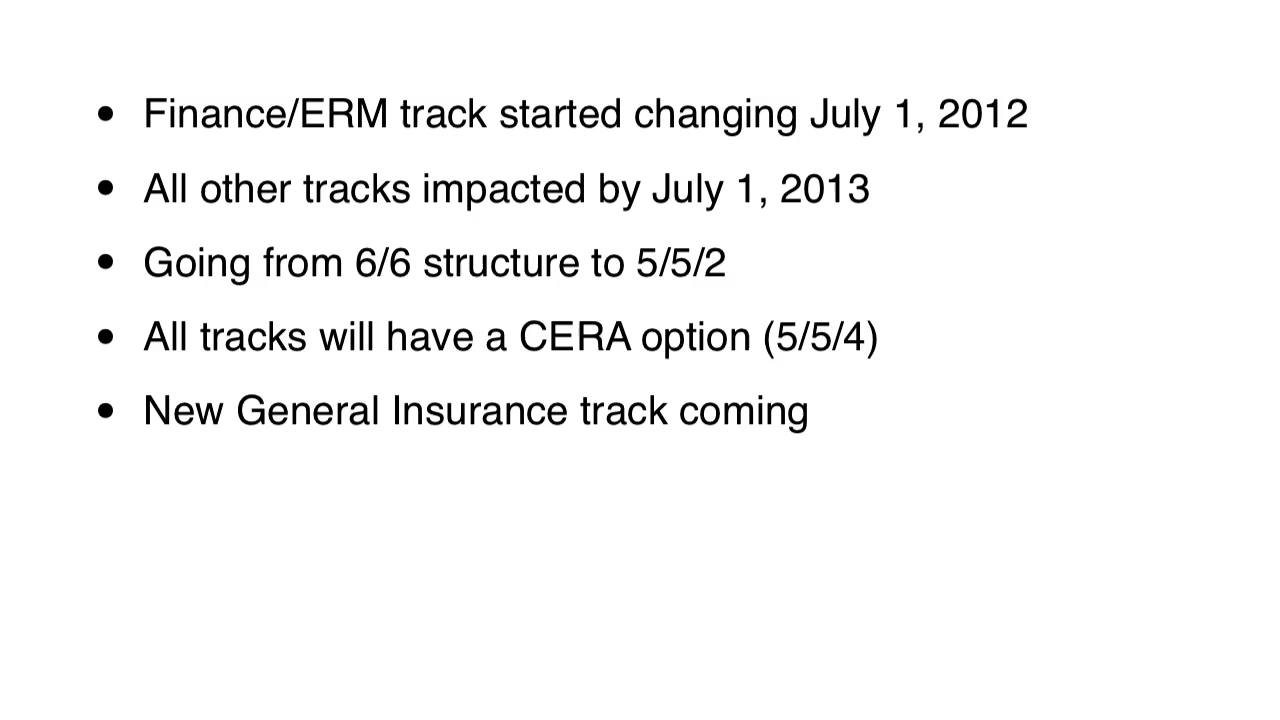 • Finance/ERM track started changing July 1, 2012
• All other tracks impacted by July 1, 2013
• Going from 6/6 structure to 5/5/2
• All tracks will have a CERA option (5/5/4)
• New General Insurance track coming